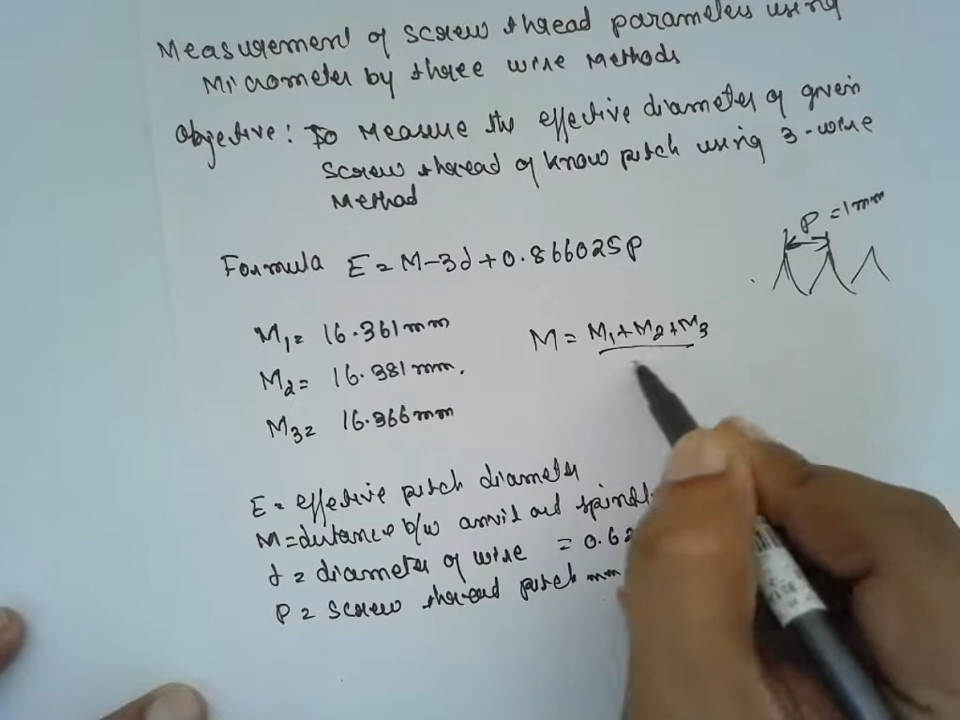 Measurement of screw thread parameters using
Micrometer by three wire Methods
Objective: To Measure the effective diameter of given
screw thread of know pitch using 3-wire
Method
P = 1mm
Formula E = M-3d+0.866025P
M1= 16.361mm
M = M1+M2+M3
M2= 16.381mm.
M3= 16.366mm
E = effective pitch diameter
M = distance b/w anvil and spindl
d = diameter of wire = 0.62
P = screw thread pitch mm